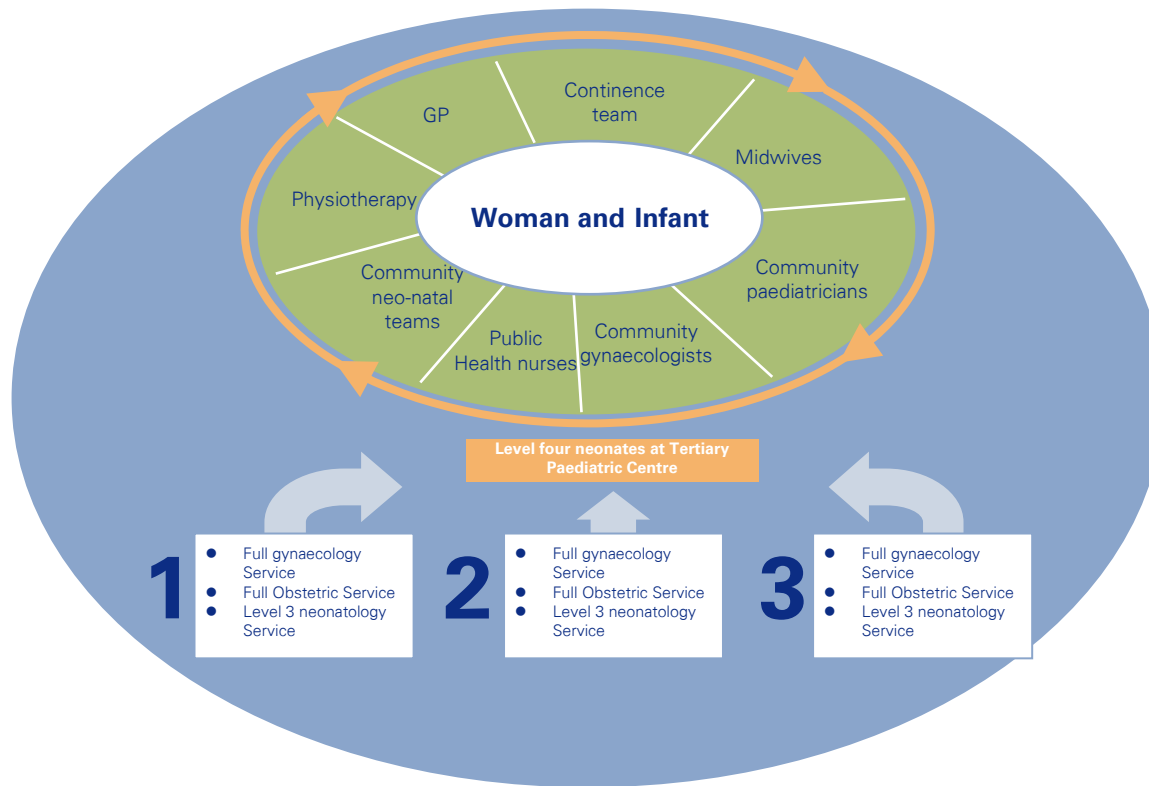 GP
Continence
team
Midwives
Physiotherapy
Woman and Infant
Community
paediatricians
Community
neo-natal
teams
Public
Health nurses
Community
gynaecologists
Level four neonates at Tertiary
Paediatric Centre
1
● Full gynaecology
Service
● Full Obstetric Service
● Level 3 neonatology
Service
2
● Full gynaecology
Service
● Full Obstetric Service
● Level 3 neonatology
Service
3
● Full gynaecology
Service
● Full Obstetric Service
● Level 3 neonatology
Service